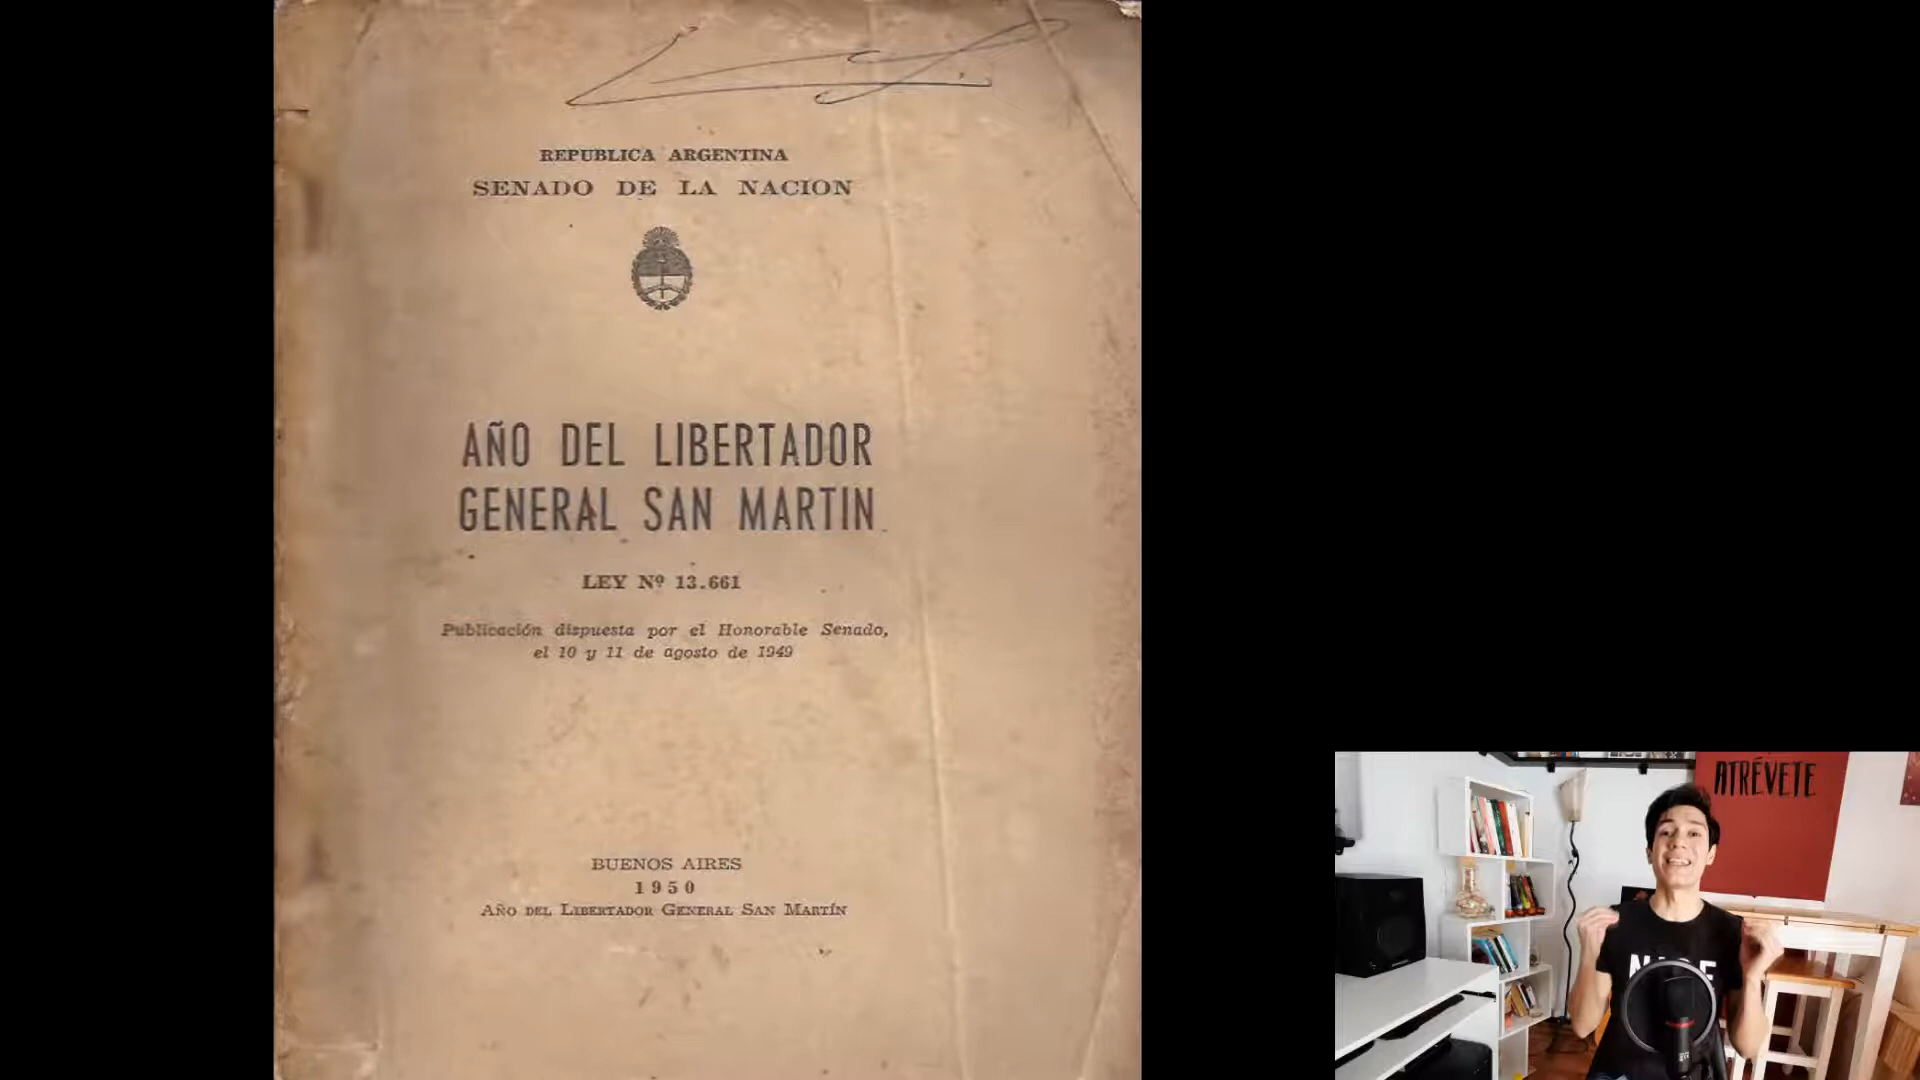 REPUBLICA ARGENTINA
SENADO DE LA NACION
AÑO DEL LIBERTADOR
GENERAL SAN MARTIN
LEY Nº 13.661
Publicación dispuesta por el Honorable Senado,
el 10 y 11 de agosto de 1949
BUENOS AIRES
1950
AÑO DEL LIBERTADOR GENERAL SAN MARTÍN
ATRÉVETE